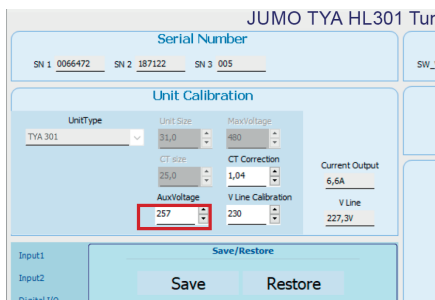 JUMO TYA HL301 Tur
Serial Number
SN 1 0066472 SN 2 187122 SN 3 005
SW_
Unit Calibration
UnitType Unit Size MaxVoltage
TYA 301 31,0 480
CT size CT Correction
25,0 1,04
Current Output
6,6A
AuxVoltage V Line Calibration
257 230
V Line
227,3V
Input1
Input2
Digital I/O
Save/Restore
Save Restore